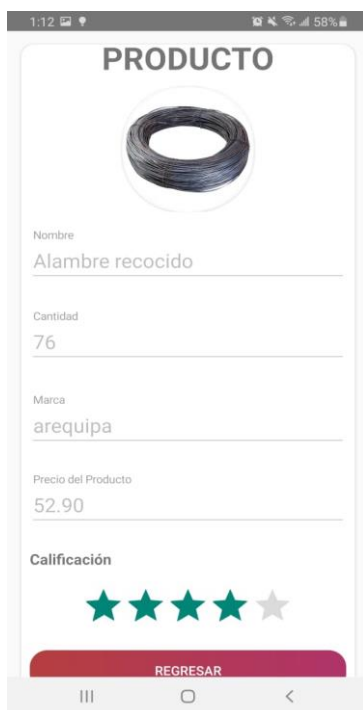 1:12 58%
PRODUCTO
Nombre
Alambre recocido
Cantidad
76
Marca
arequipa
Precio del Producto
52.90
Calificación
REGRESAR